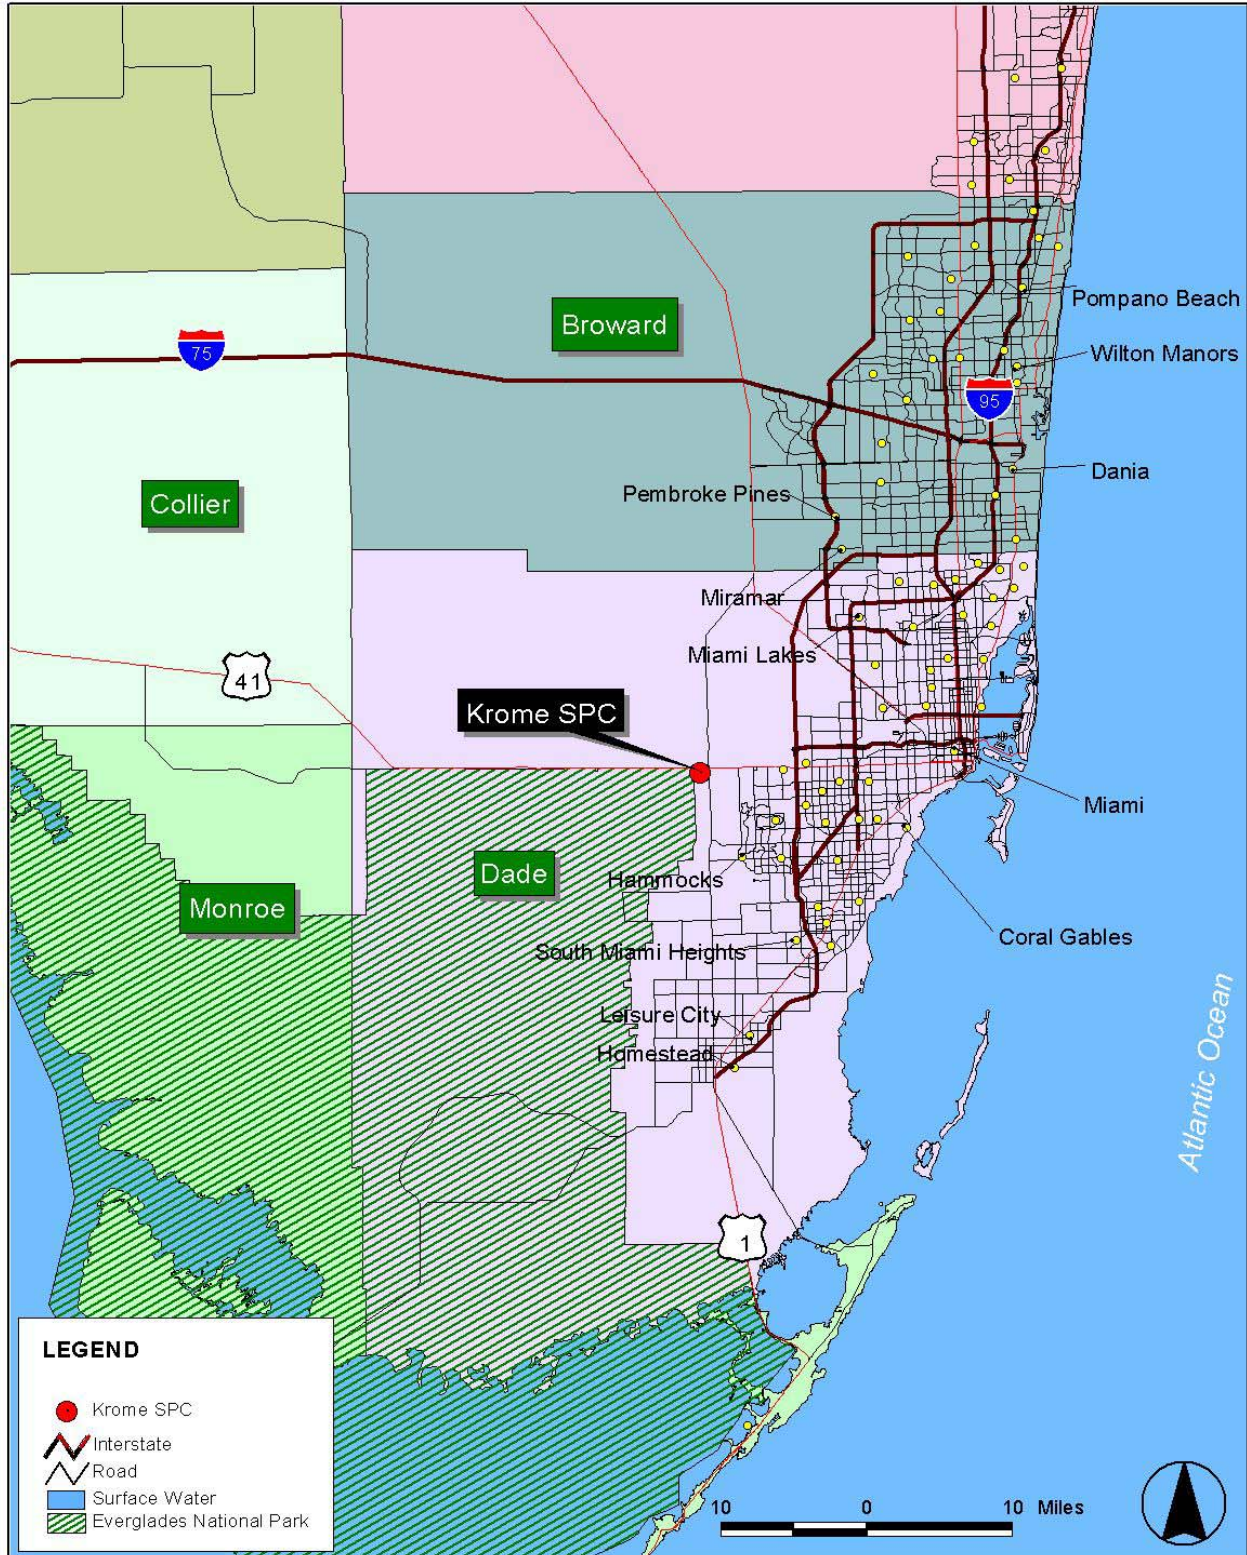 Broward
Pompano Beach
75
Wilton Manors
95
Dania
Pembroke Pines
Collier
Miramar
Miami Lakes
41
Krome SPC
Miami
Dade
Hammocks
Monroe
Coral Gables
South Miami Heights
Leisure City
Homestead
Atlantic Ocean
1
LEGEND
Krome SPC
Interstate
Road
Surface Water
Everglades National Park
10 0 10 Miles